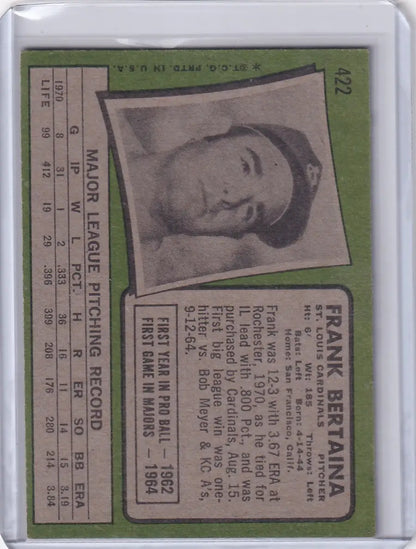 422
FRANK BERTAINA
ST. LOUIS CARDINALS PITCHER
Ht: 6' Wt: 185 Throws: Left
Bats: Left Born: 4-14-44
Home: San Francisco, Calif.
Frank was 12-3 with 3.67 ERA at
Rochester, 1970 as he tied for
IL lead with .800 Pct., and was
purchased by Cardinals, Aug. 15.
First big league win was one-
hitter vs. Bob Meyer & KC A's,
9-12-64.
FIRST YEAR IN PRO BALL — 1962
FIRST GAME IN MAJORS — 1964
MAJOR LEAGUE PITCHING RECORD
G IP W L PCT. H R ER SO BB ERA
1970 8 31 1 2 .333 36 16 11 14 15 3.19
LIFE 99 412 19 29 .396 399 208 176 280 214 3.84
* T.C.G. PRTD. IN U.S.A.